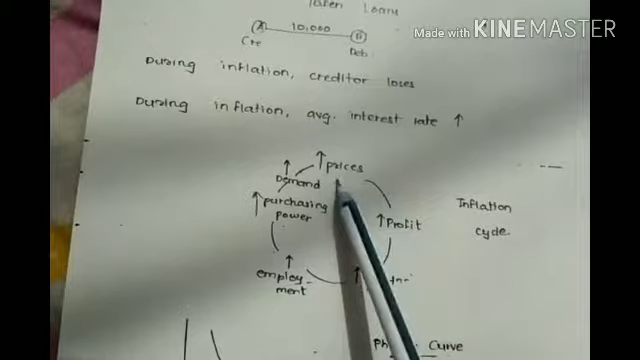 Taken Loans
Made with KINEMASTER
A 10,000 D
Cre Deb
During inflation, creditor loses
During inflation, avg. interest rate ↑
↑ prices
↑ Demand
↑ purchasing power
↑ Profit
Inflation cycle
↑ employ-
ment
↑
Curve